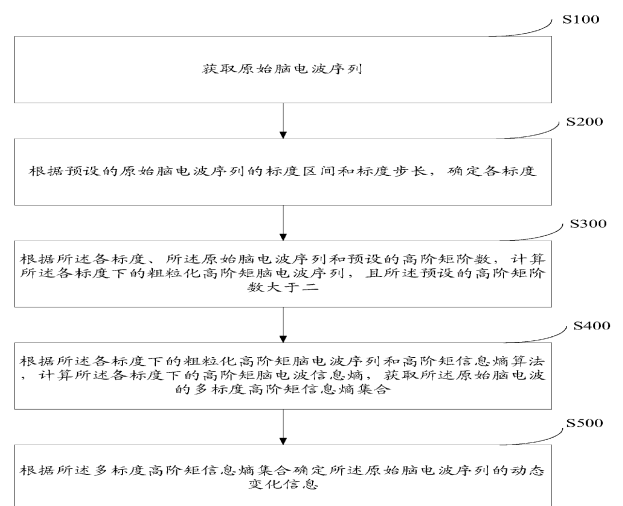 S100
获取原始脑电波序列
S200
根据预设的原始脑电波序列的标度区间和标度步长，确定各标度
S300
根据所述各标度、所述原始脑电波序列和预设的高阶矩阶数，计算
所述各标度下的粗粒化高阶矩脑电波序列，且所述预设的高阶矩阶
数大于二
S400
根据所述各标度下的粗粒化高阶矩脑电波序列和高阶矩信息熵算法
，计算所述各标度下的高阶矩脑电波信息熵，获取所述原始脑电波
的多标度高阶矩信息熵集合
S500
根据所述多标度高阶矩信息熵集合确定所述原始脑电波序列的动态
变化信息